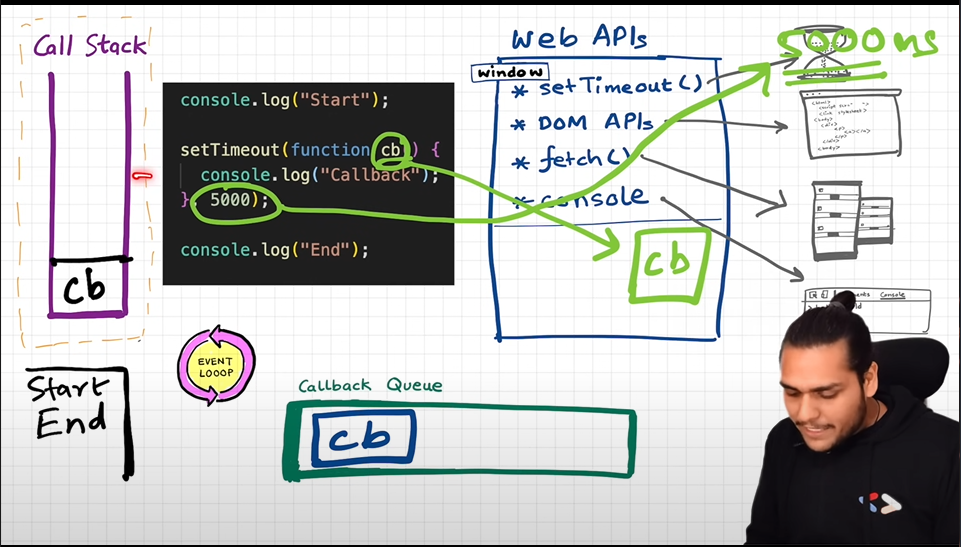 Call Stack
cb
Start
End
console.log("Start");
setTimeout(function cb() {
console.log("Callback");
}, 5000);
console.log("End");
EVENT
LOOOP
Callback Queue
cb
Web APIs
window
* setTimeout()
* DOM APIs
* fetch()
* console
cb
5000ms
Console